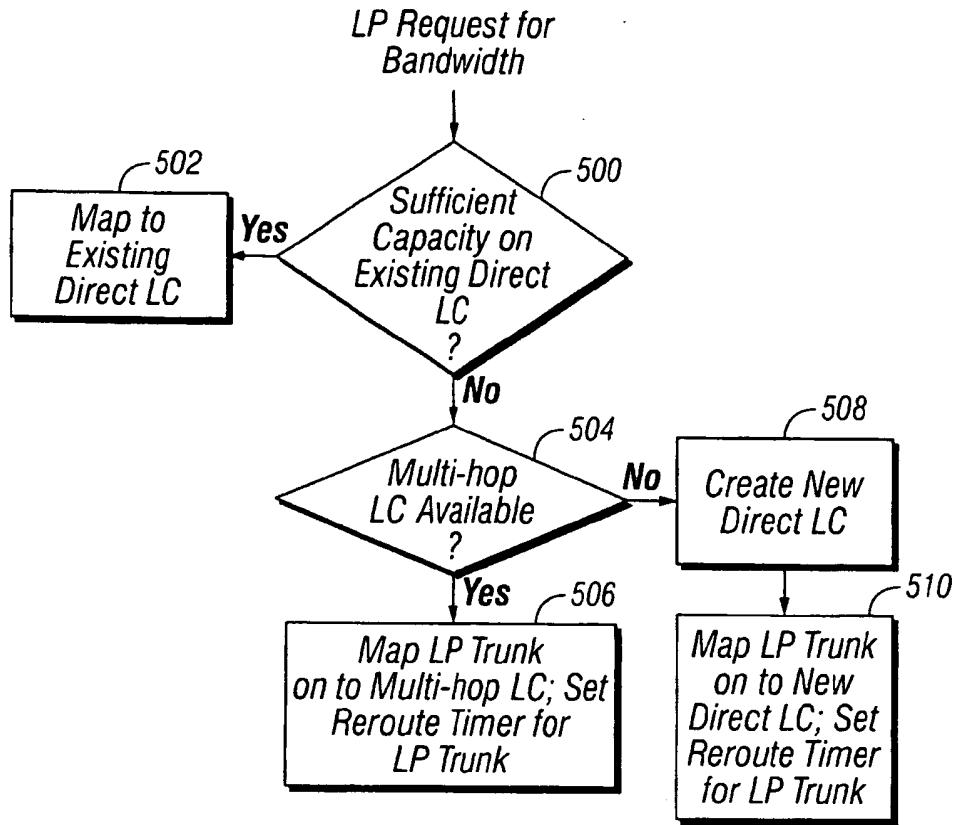 LP Request for
Bandwidth
502
500
Map to
Existing
Direct LC
Yes
Sufficient
Capacity on
Existing Direct
LC
?
No
504
508
Multi-hop
LC Available
?
No
Create New
Direct LC
Yes
506
510
Map LP Trunk
on to Multi-hop LC; Set
Reroute Timer for
LP Trunk
Map LP Trunk
on to New
Direct LC; Set
Reroute Timer
for LP Trunk